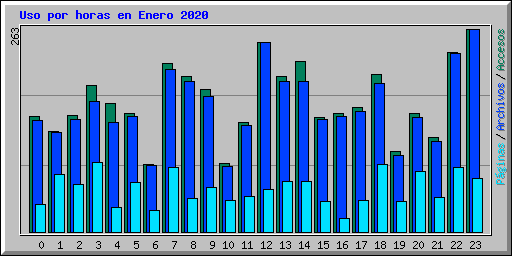 Uso por horas en Enero 2020
263
Páginas / Archivos / Accesos
0 1 2 3 4 5 6 7 8 9 10 11 12 13 14 15 16 17 18 19 20 21 22 23